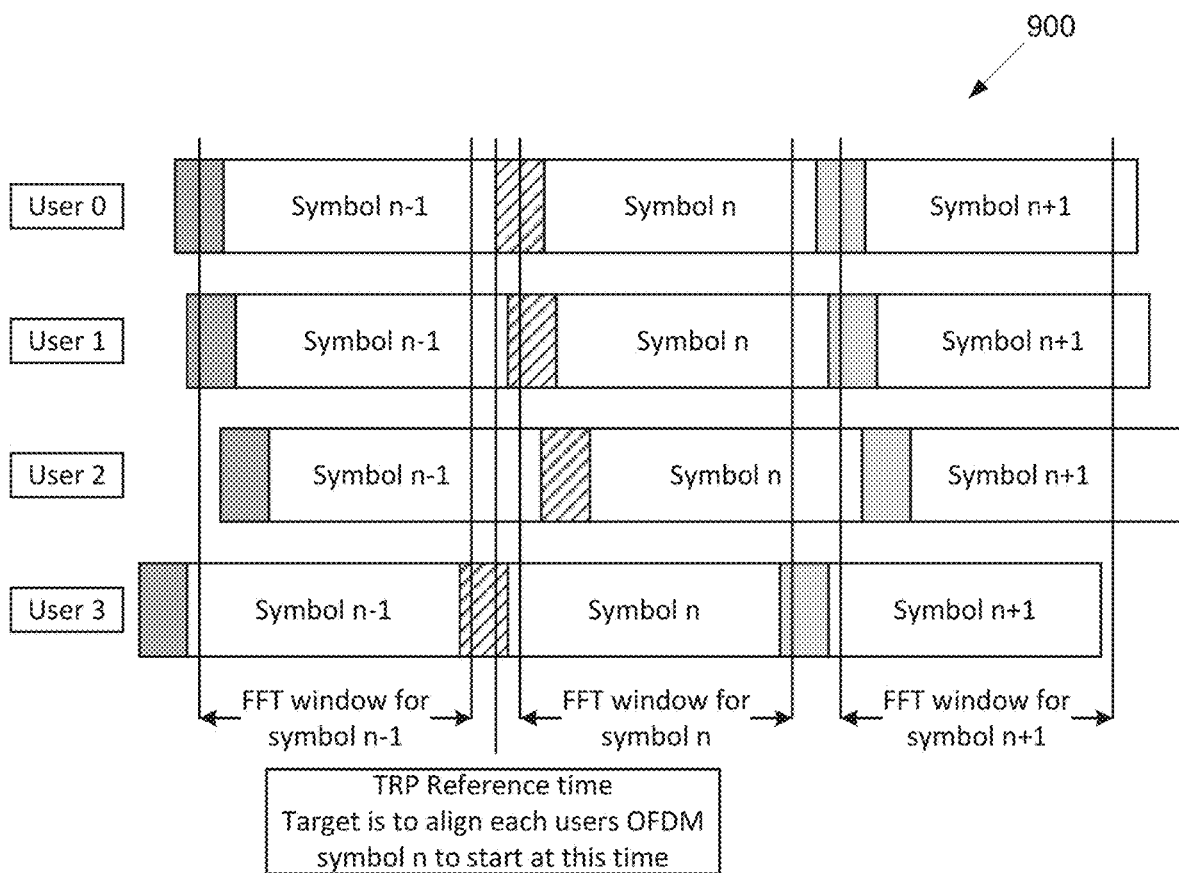 900
User 0
Symbol n-1
Symbol n
Symbol n+1
User 1
Symbol n-1
Symbol n
Symbol n+1
User 2
Symbol n-1
Symbol n
Symbol n+1
User 3
Symbol n-1
Symbol n
Symbol n+1
FFT window for
symbol n-1
FFT window for
symbol n
FFT window for
symbol n+1
TRP Reference time
Target is to align each users OFDM
symbol n to start at this time